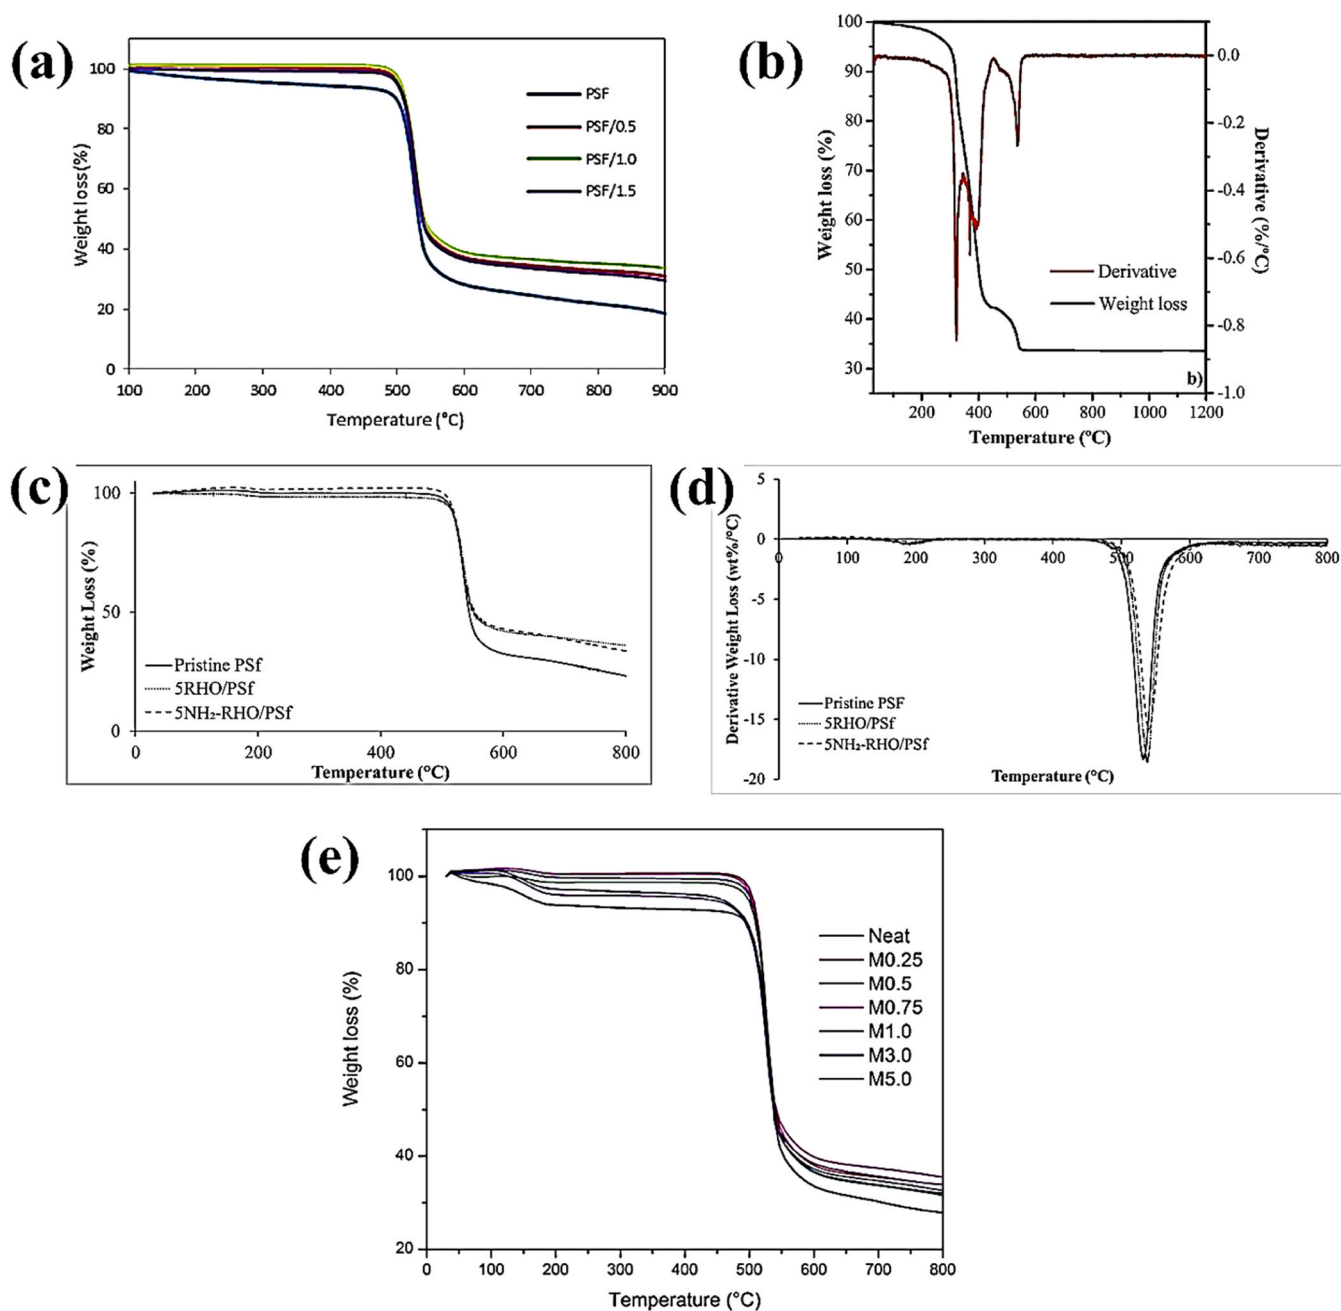 (a)
100
80
60
40
20
0
Weight loss (%)
100 200 300 400 500 600 700 800 900
Temperature (°C)
PSF
PSF/0.5
PSF/1.0
PSF/1.5
(b)
100
90
80
70
60
50
40
30
Weight loss (%)
0.0
-0.2
-0.4
-0.6
-0.8
-1.0
Derivative (%/°C)
Derivative
Weight loss
b)
200 400 600 800 1000 1200
Temperature (°C)
(c)
100
50
0
Weight Loss (%)
Pristine PSf
5RHO/PSf
5NH₂-RHO/PSf
0 200 400 600 800
Temperature (°C)
(d)
5
0
-5
-10
-15
-20
Derivative Weight Loss (wt%/°C)
0 100 200 300 400 500 600 700 800
Pristine PSF
5RHO/PSf
5NH₂-RHO/PSf
Temperature (°C)
(e)
100
80
60
40
20
Weight loss (%)
Neat
M0.25
M0.5
M0.75
M1.0
M3.0
M5.0
0 100 200 300 400 500 600 700 800
Temperature (°C)